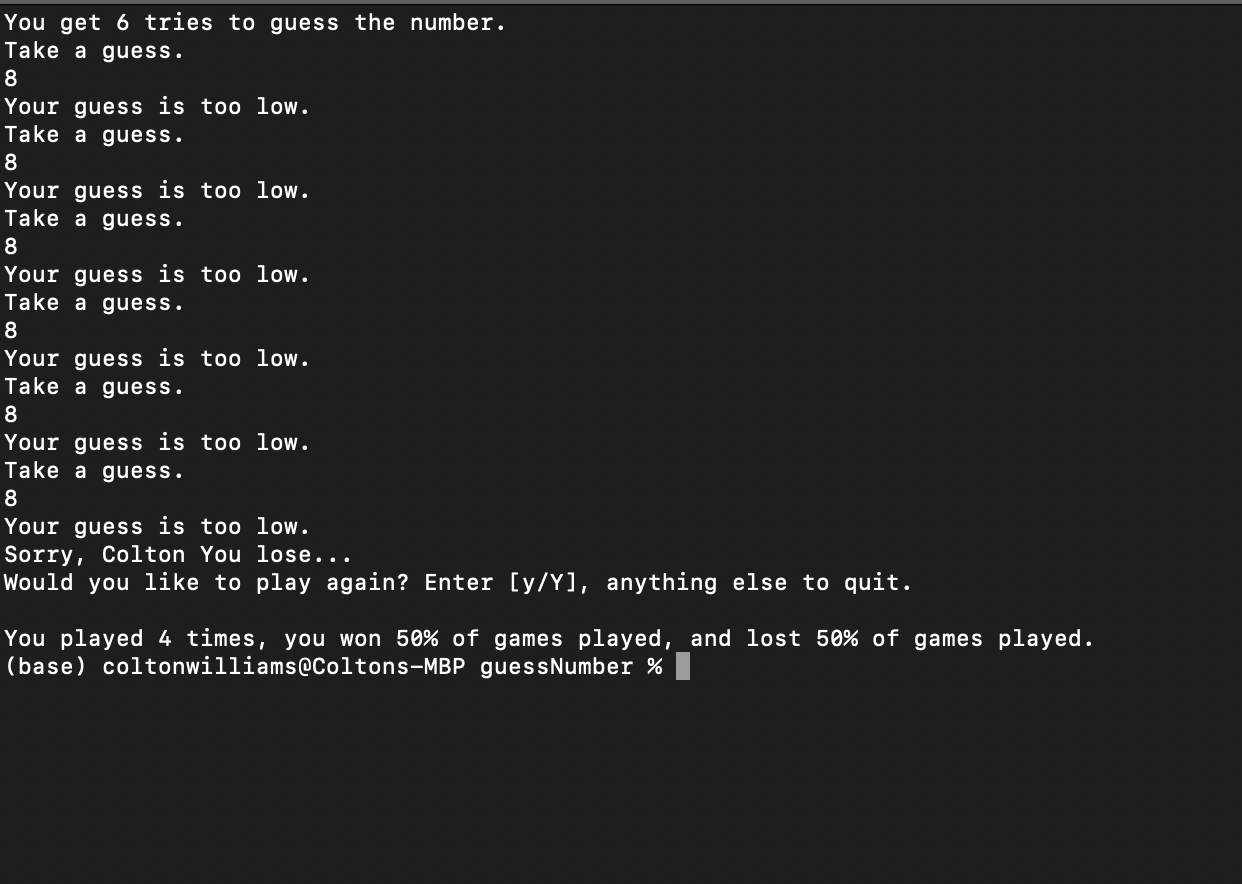 You get 6 tries to guess the number.
Take a guess.
8
Your guess is too low.
Take a guess.
8
Your guess is too low.
Take a guess.
8
Your guess is too low.
Take a guess.
8
Your guess is too low.
Take a guess.
8
Your guess is too low.
Take a guess.
8
Your guess is too low.
Sorry, Colton You lose...
Would you like to play again? Enter [y/Y], anything else to quit.
You played 4 times, you won 50% of games played, and lost 50% of games played.
(base) coltonwilliams@Coltons-MBP guessNumber %